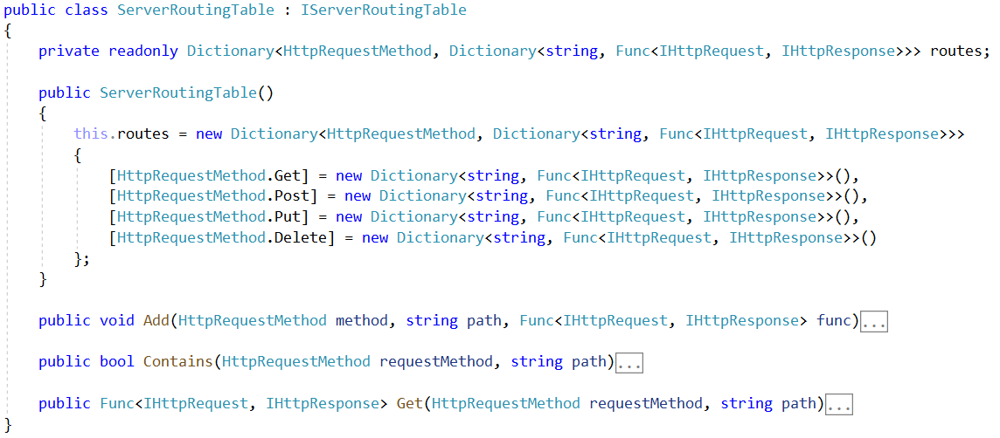 public class ServerRoutingTable : IServerRoutingTable
{
    private readonly Dictionary<HttpRequestMethod, Dictionary<string, Func<IHttpRequest, IHttpResponse>>> routes;

    public ServerRoutingTable()
    {
        this.routes = new Dictionary<HttpRequestMethod, Dictionary<string, Func<IHttpRequest, IHttpResponse>>>
        {
            [HttpRequestMethod.Get] = new Dictionary<string, Func<IHttpRequest, IHttpResponse>>(),
            [HttpRequestMethod.Post] = new Dictionary<string, Func<IHttpRequest, IHttpResponse>>(),
            [HttpRequestMethod.Put] = new Dictionary<string, Func<IHttpRequest, IHttpResponse>>(),
            [HttpRequestMethod.Delete] = new Dictionary<string, Func<IHttpRequest, IHttpResponse>>()
        };
    }

    public void Add(HttpRequestMethod method, string path, Func<IHttpRequest, IHttpResponse> func)...

    public bool Contains(HttpRequestMethod requestMethod, string path)...

    public Func<IHttpRequest, IHttpResponse> Get(HttpRequestMethod requestMethod, string path)...
}